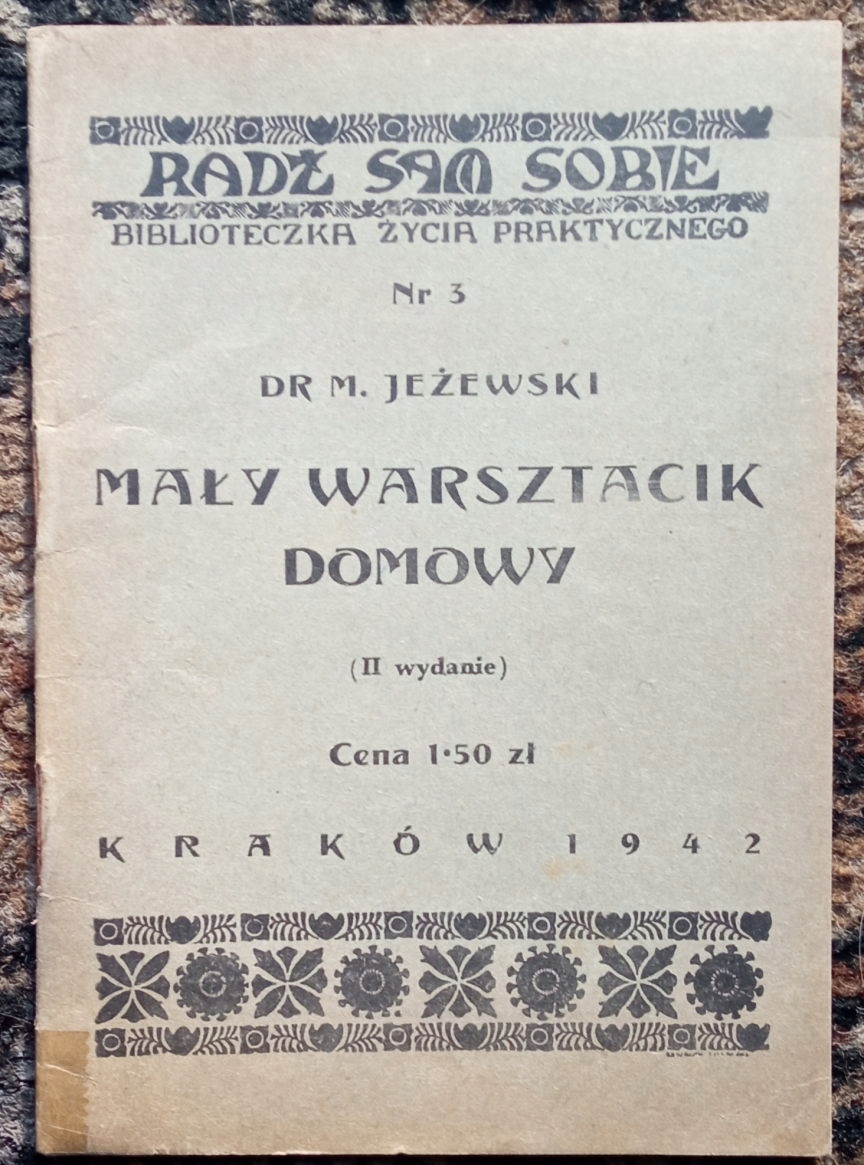 RADŹ SAM SOBIE
BIBLIOTECZKA ŻYCIA PRAKTYCZNEGO
Nr 3
DR M. JEŻEWSKI
MAŁY WARSZTACIK
DOMOWY
(II wydanie)
Cena 1·50 zł
KRAKÓW 1942